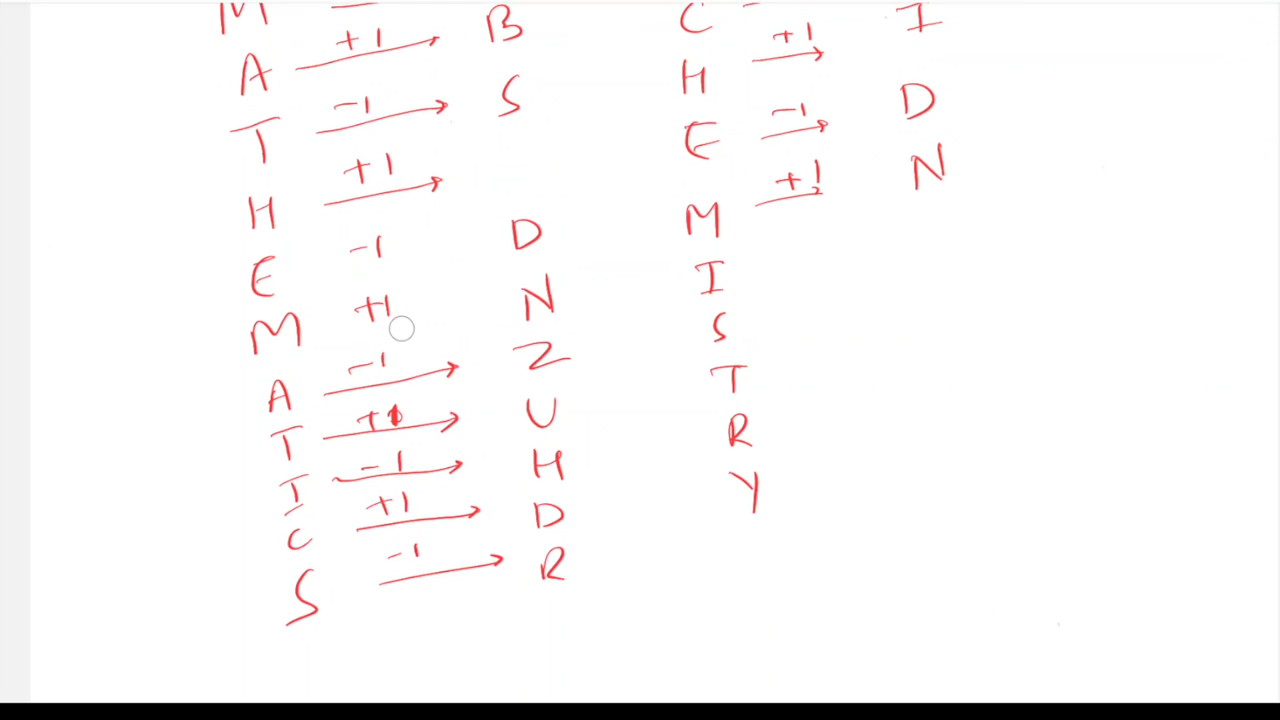 M
A +1 B
T -1 S
H +1
E -1 D
M +1 N
A -1 Z
T +1 U
I -1 H
C +1 D
S -1 R
C I
H +1
E -1 D
M +1 N
I
S
T
R
Y